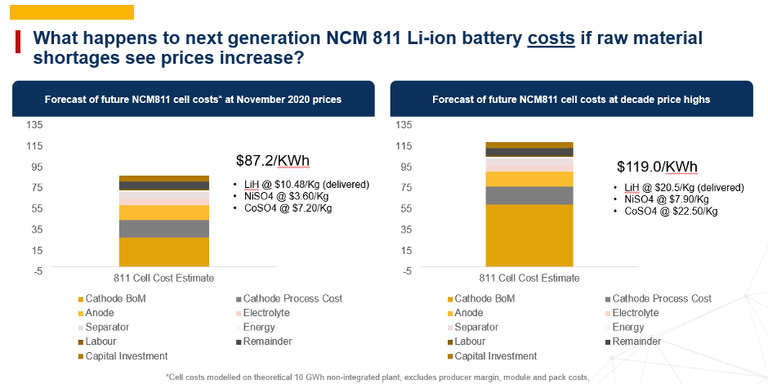 What happens to next generation NCM 811 Li-ion battery costs if raw material
shortages see prices increase?
Forecast of future NCM811 cell costs* at November 2020 prices
135
115
95
75
55
35
15
-5
$87.2/KWh
• LiH @ $10.48/Kg (delivered)
• NiSO4 @ $3.60/Kg
• CoSO4 @ $7.20/Kg
811 Cell Cost Estimate
Cathode BoM
Cathode Process Cost
Anode
Electrolyte
Separator
Energy
Labour
Remainder
Capital Investment
Forecast of future NCM811 cell costs at decade price highs
135
115
95
75
55
35
15
-5
$119.0/KWh
• LiH @ $20.5/Kg (delivered)
• NiSO4 @ $7.90/Kg
• CoSO4 @ $22.50/Kg
811 Cell Cost Estimate
Cathode BoM
Cathode Process Cost
Anode
Electrolyte
Separator
Energy
Labour
Remainder
Capital Investment
*Cell costs modelled on theoretical 10 GWh non-integrated plant, excludes producer margin, module and pack costs,